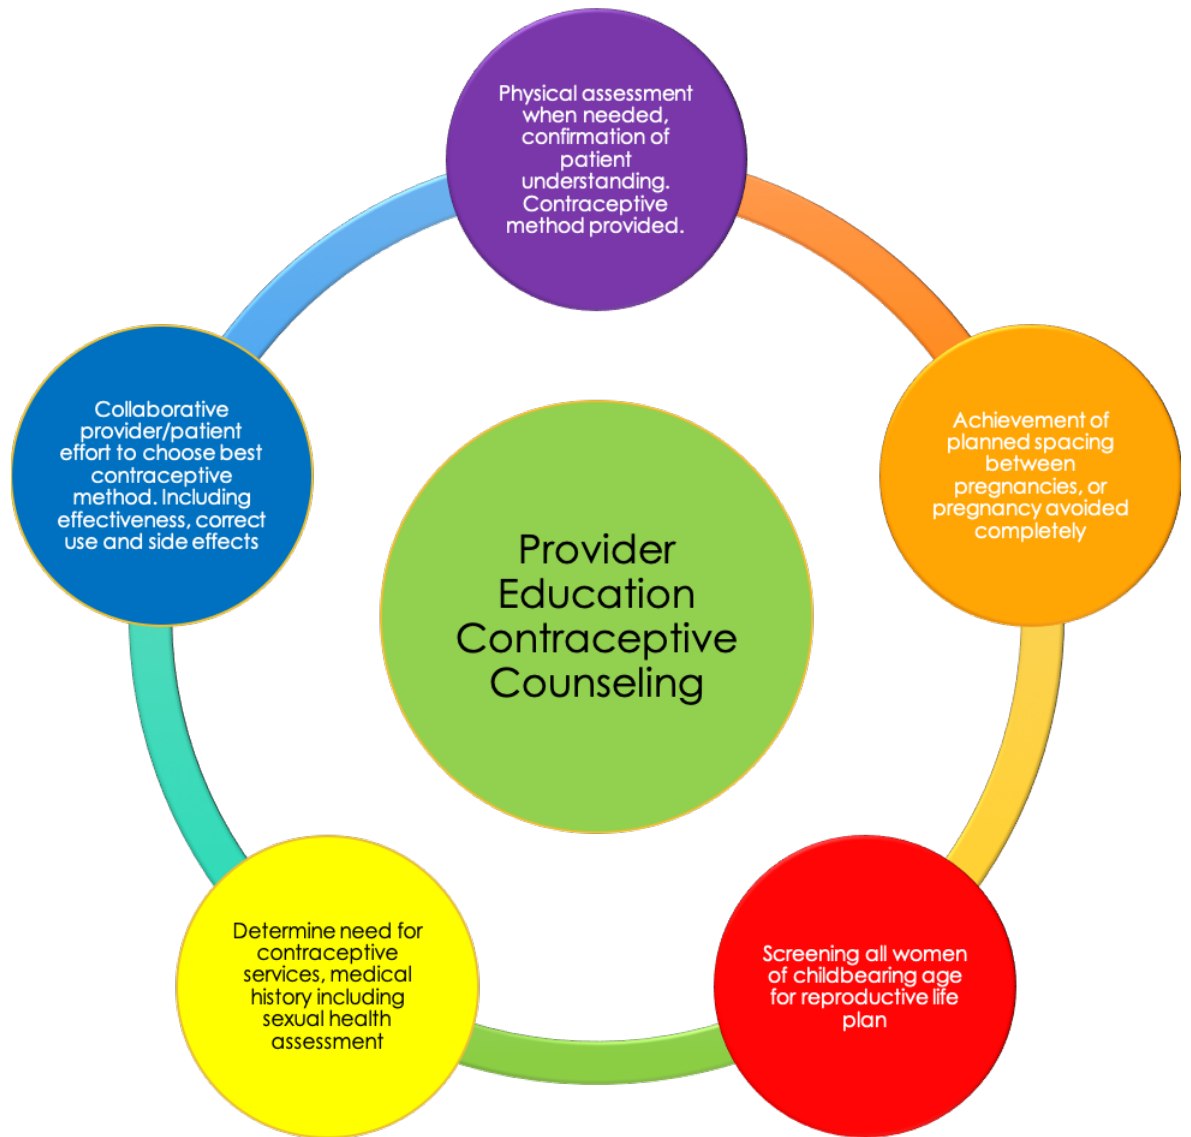 Physical assessment
when needed,
confirmation of
patient
understanding.
Contraceptive
method provided.
Achievement of
planned spacing
between
pregnancies, or
pregnancy avoided
completely
Screening all women
of childbearing age
for reproductive life
plan
Determine need for
contraceptive
services, medical
history including
sexual health
assessment
Collaborative
provider/patient
effort to choose best
contraceptive
method. Including
effectiveness, correct
use and side effects
Provider
Education
Contraceptive
Counseling